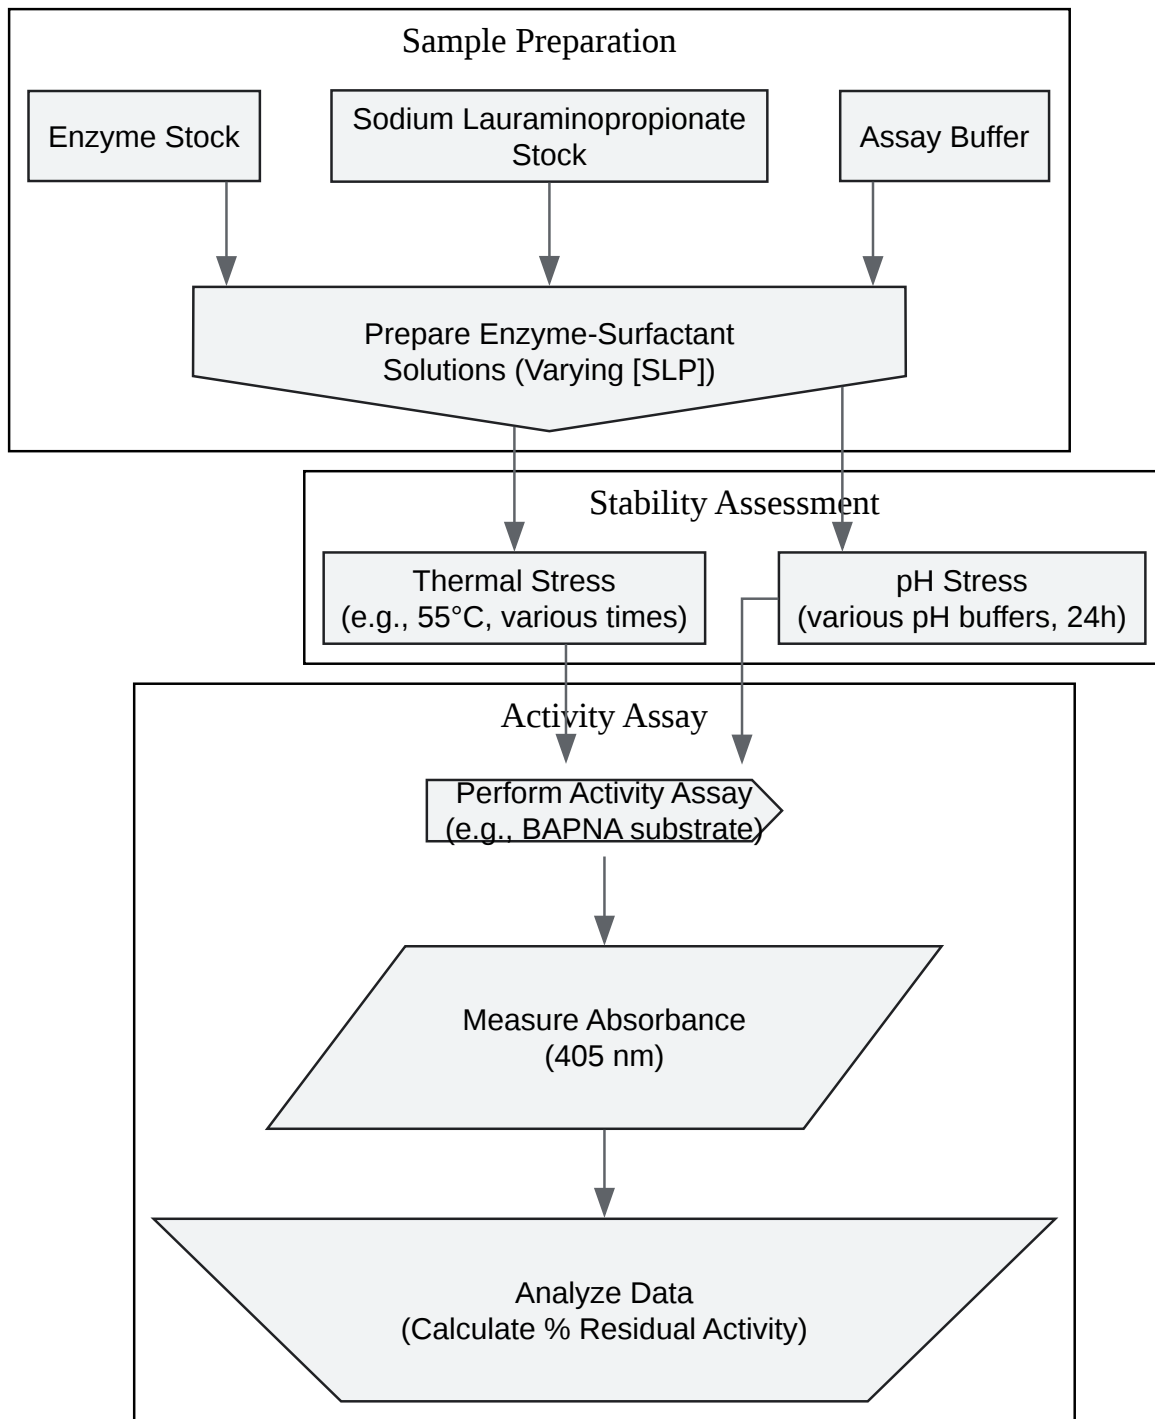 Sample Preparation
Enzyme Stock
Sodium Lauraminopropionate
Stock
Assay Buffer
Prepare Enzyme-Surfactant
Solutions (Varying [SLP])
Stability Assessment
Thermal Stress
(e.g., 55°C, various times)
pH Stress
(various pH buffers, 24h)
Activity Assay
Perform Activity Assay
(e.g., BAPNA substrate)
Measure Absorbance
(405 nm)
Analyze Data
(Calculate % Residual Activity)